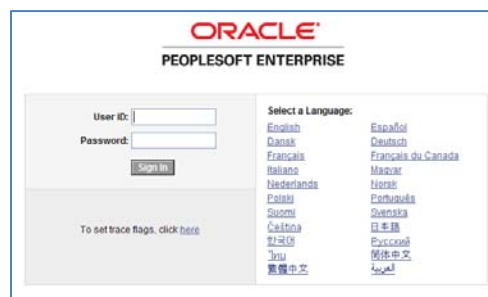 ORACLE®
PEOPLESOFT ENTERPRISE
User ID:
Password:
Sign In
To set trace flags, click here
Select a Language:
English Español
Dansk Deutsch
Français Français du Canada
Italiano Magyar
Nederlands Norsk
Polski Português
Suomi Svenska
Čeština 日本語
한국어 Русский
ไทย 简体中文
繁體中文 العربية